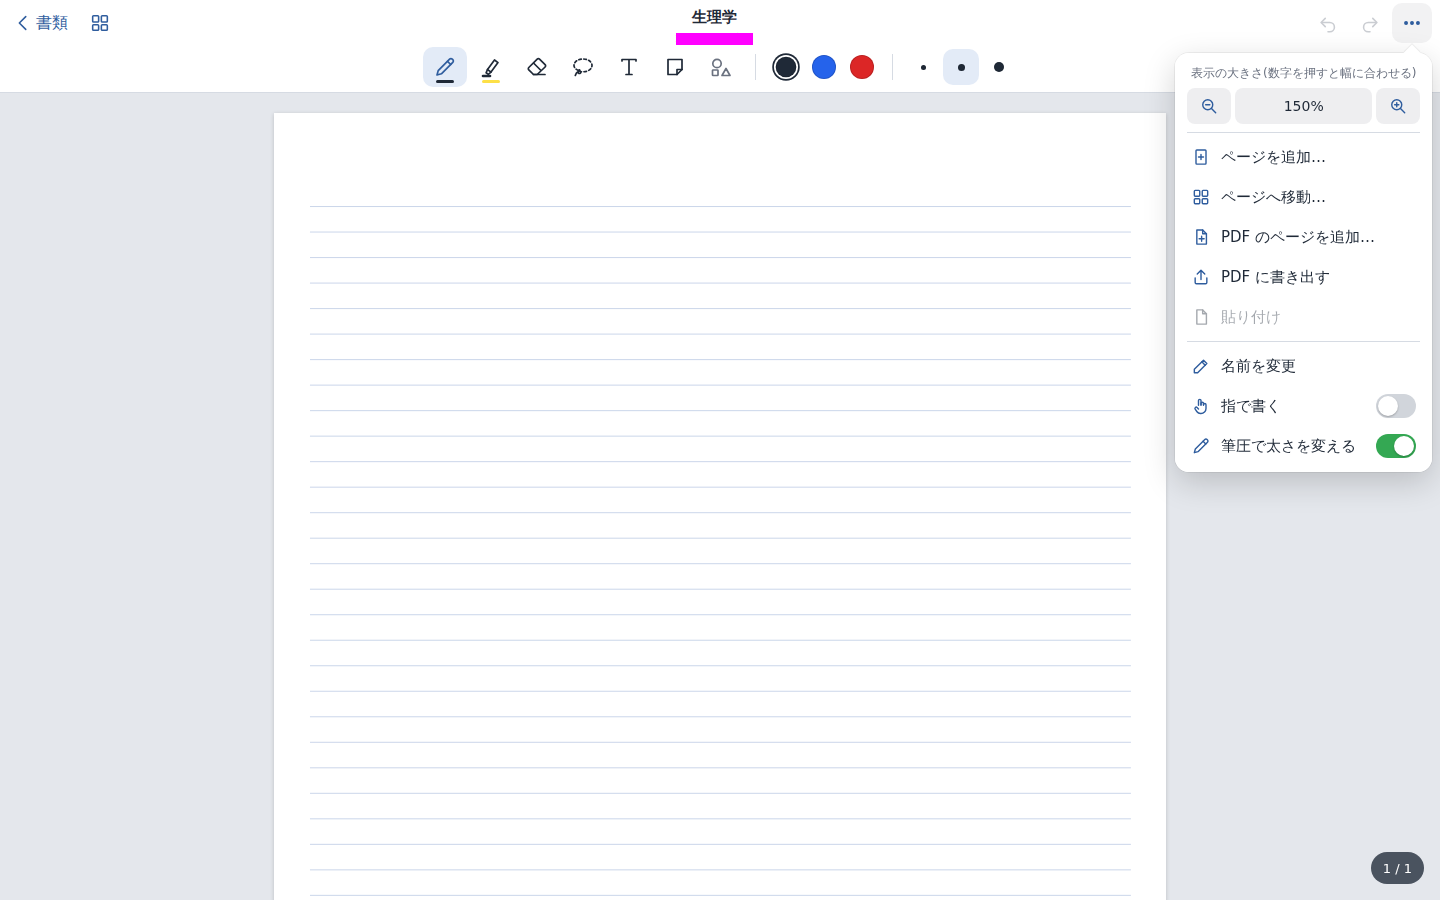 書類
生理学
表示の大きさ(数字を押すと幅に合わせる)
150%
ページを追加...
ページへ移動...
PDF のページを追加...
PDF に書き出す
貼り付け
名前を変更
指で書く
筆圧で太さを変える
1 / 1